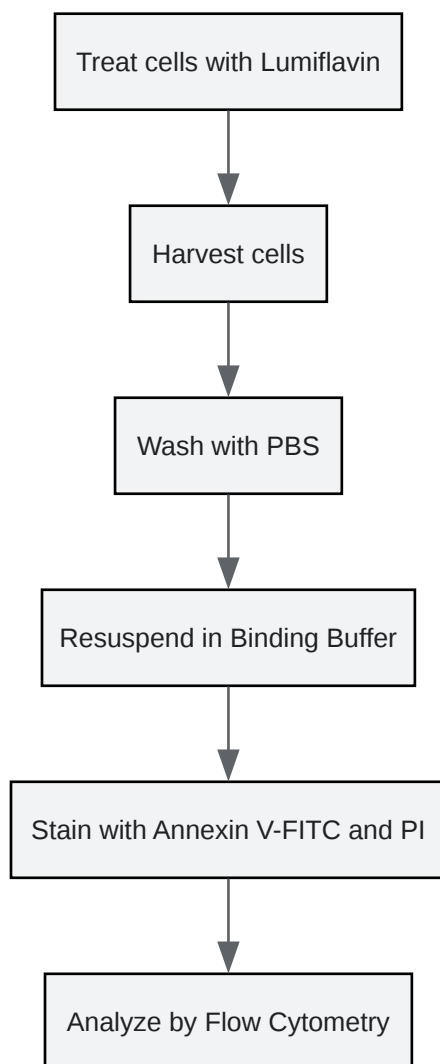 Treat cells with Lumiflavin
Harvest cells
Wash with PBS
Resuspend in Binding Buffer
Stain with Annexin V-FITC and PI
Analyze by Flow Cytometry